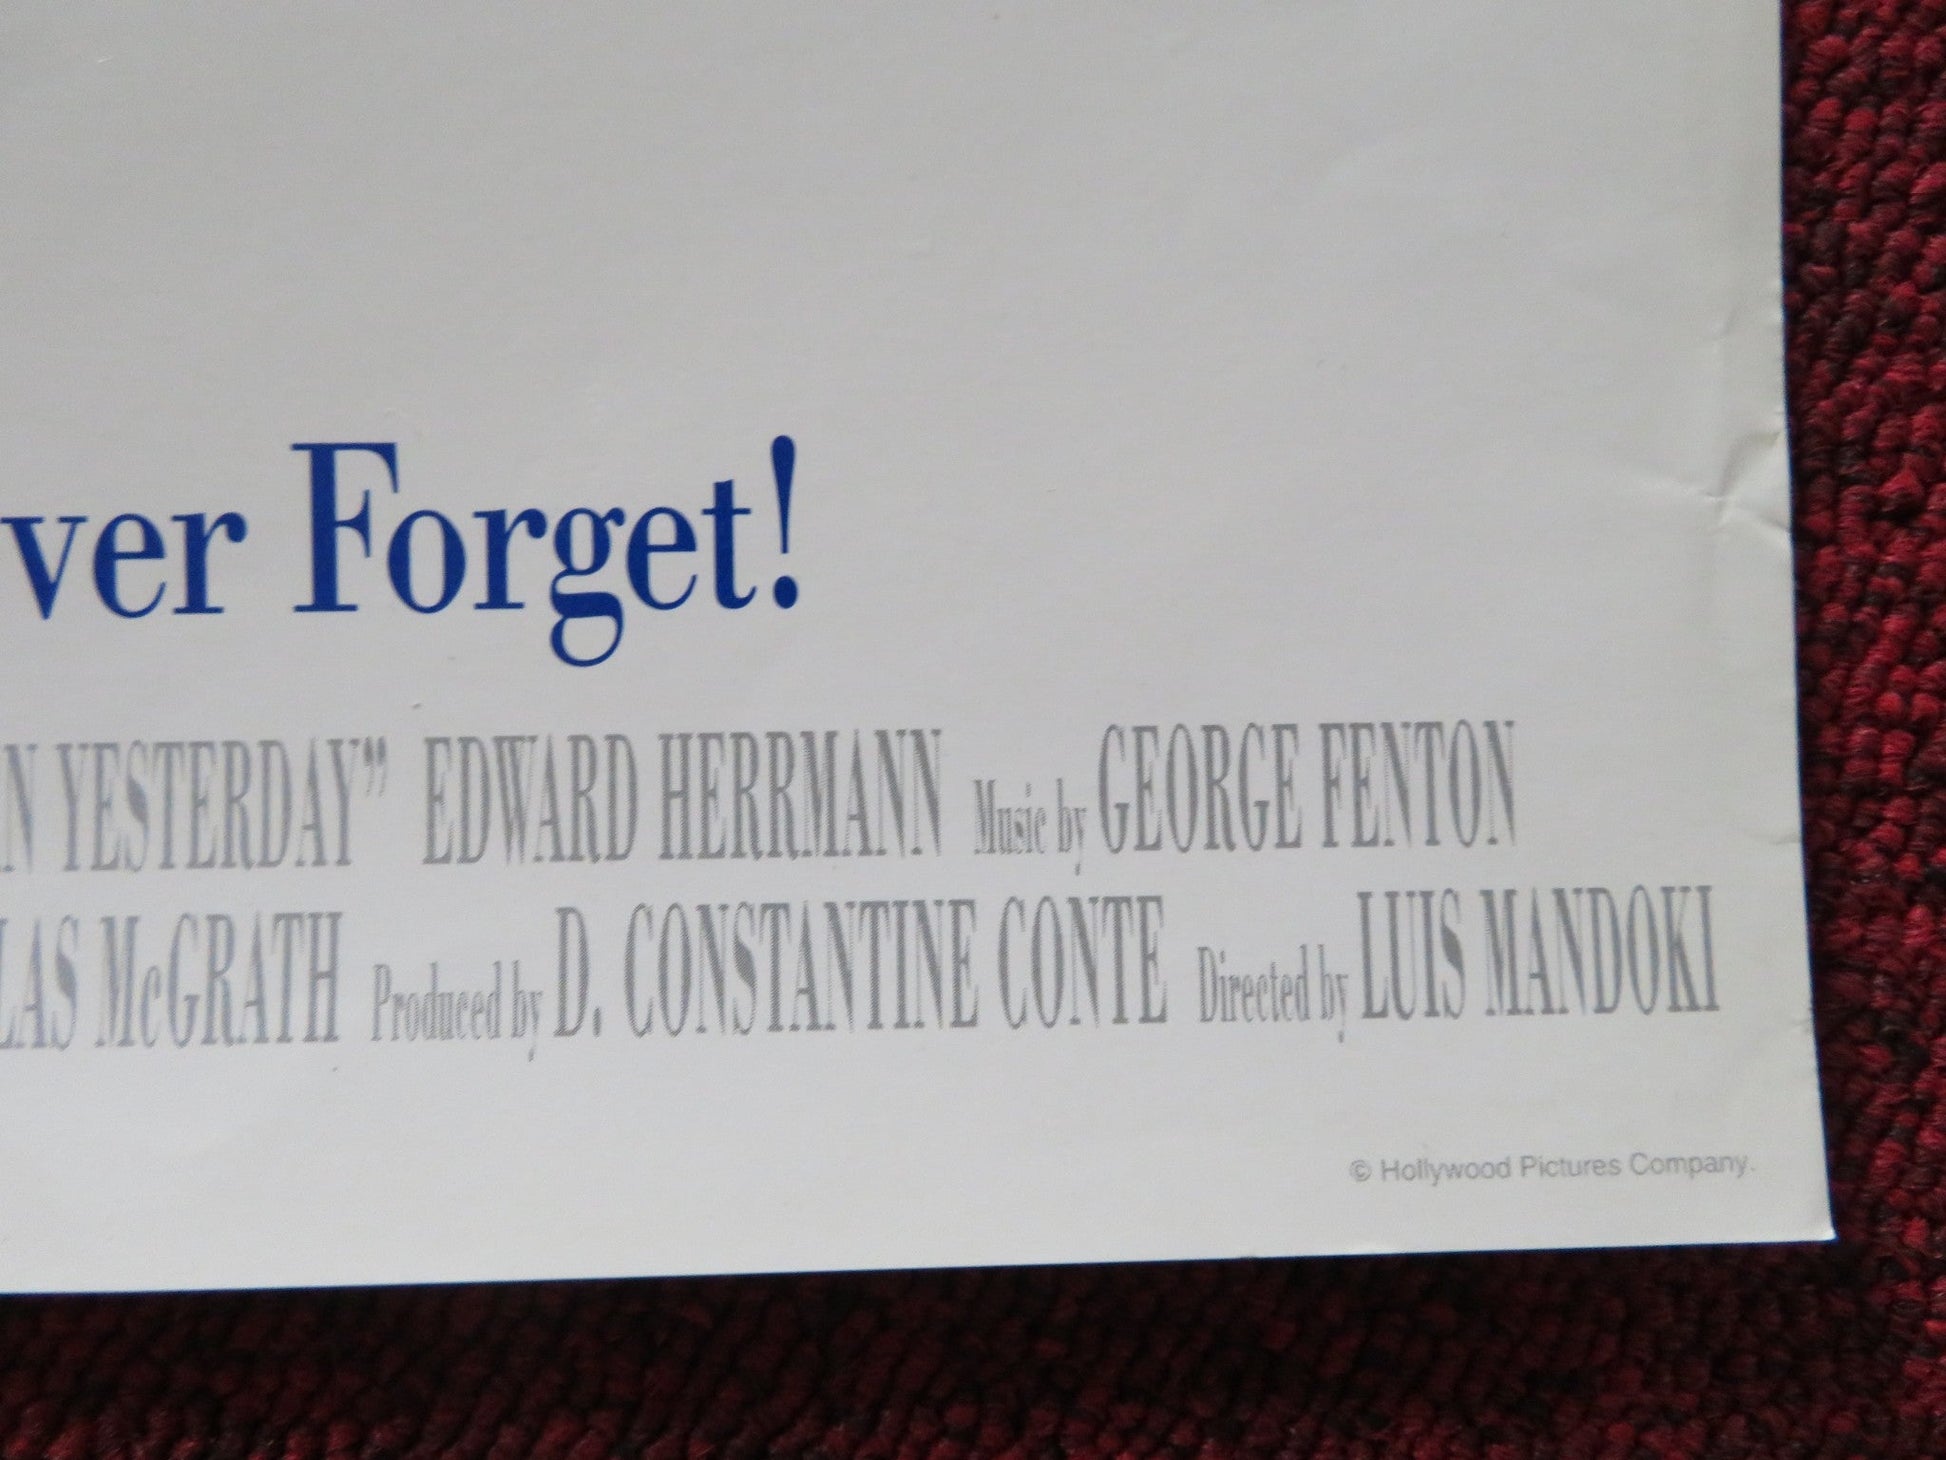 ver Forget!
N YESTERDAY” EDWARD HERRMANN Music by GEORGE FENTON
LAS McGRATH Produced by D. CONSTANTINE CONTE Directed by LUIS MANDOKI
© Hollywood Pictures Company.